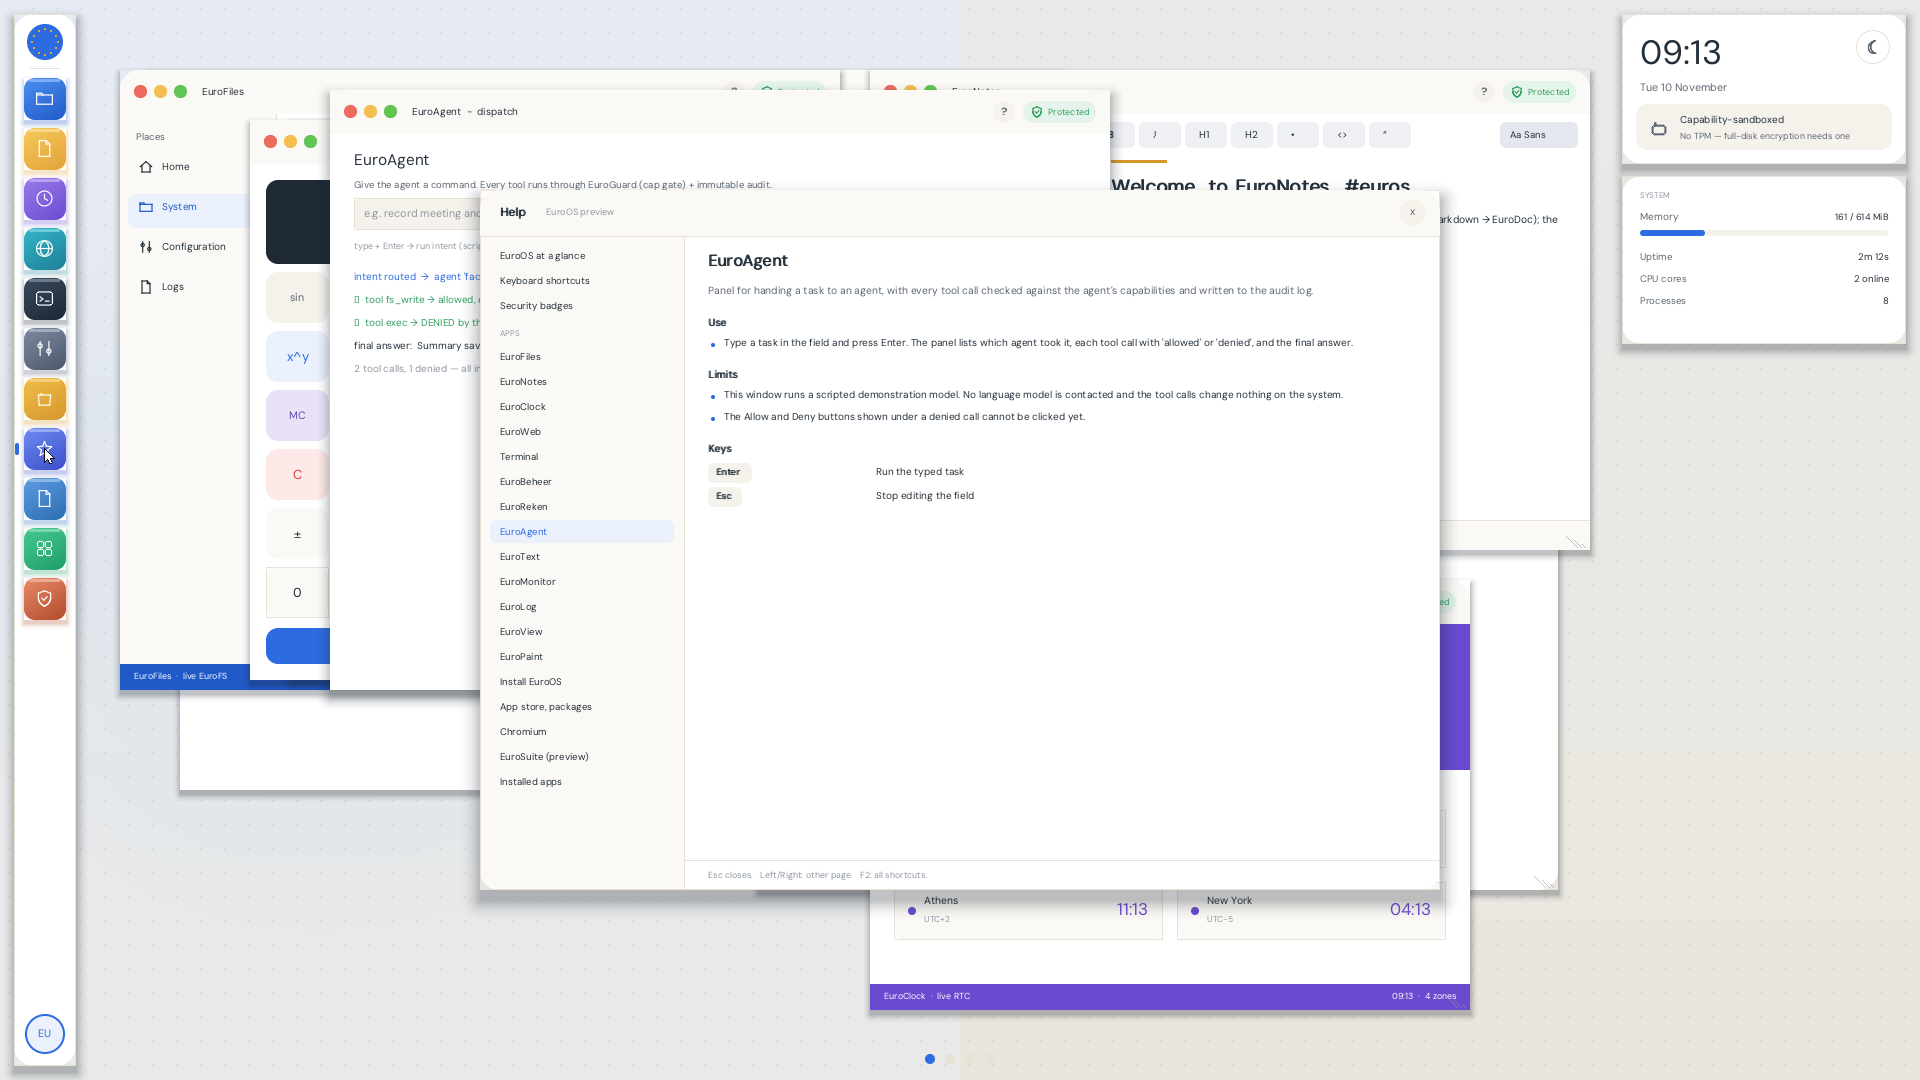 EuroFiles
Places
Home
System
Configuration
Logs
EuroFiles · live EuroFS
sin
x^y
MC
C
±
0
EuroAgent - dispatch
?
Protected
EuroAgent
Give the agent a command. Every tool runs through EuroGuard (cap gate) + immutable audit.
e.g. record meeting and
type + Enter → run intent
intent routed → agent
tool fs_write → allowed,
tool exec → DENIED by
final answer: Summary
2 tool calls, 1 denied — all
?
Protected
H1
H2
•
<>
"
Aa Sans
Welcome to EuroNotes #euros
→ EuroDoc); the
Help
EuroOS preview
x
EuroOS at a glance
Keyboard shortcuts
Security badges
APPS
EuroFiles
EuroNotes
EuroClock
EuroWeb
Terminal
EuroBeheer
EuroReken
EuroAgent
EuroText
EuroMonitor
EuroLog
EuroView
EuroPaint
Install EuroOS
App store, packages
Chromium
EuroSuite (preview)
Installed apps
EuroAgent
Panel for handing a task to an agent, with every tool call checked against the agent's capabilities and written to the audit log.
Use
Type a task in the field and press Enter. The panel lists which agent took it, each tool call with 'allowed' or 'denied', and the final answer.
Limits
This window runs a scripted demonstration model. No language model is contacted and the tool calls change nothing on the system.
The Allow and Deny buttons shown under a denied call cannot be clicked yet.
Keys
Enter Run the typed task
Esc Stop editing the field
Esc closes. Left/Right: other page. F2: all shortcuts.
Athens
UTC+2
11:13
New York
UTC-5
04:13
EuroClock · live RTC
09:13 · 4 zones
09:13
Tue 10 November
Capability-sandboxed
No TPM — full-disk encryption needs one
SYSTEM
Memory 161 / 614 MiB
Uptime 2m 12s
CPU cores 2 online
Processes 8
EU